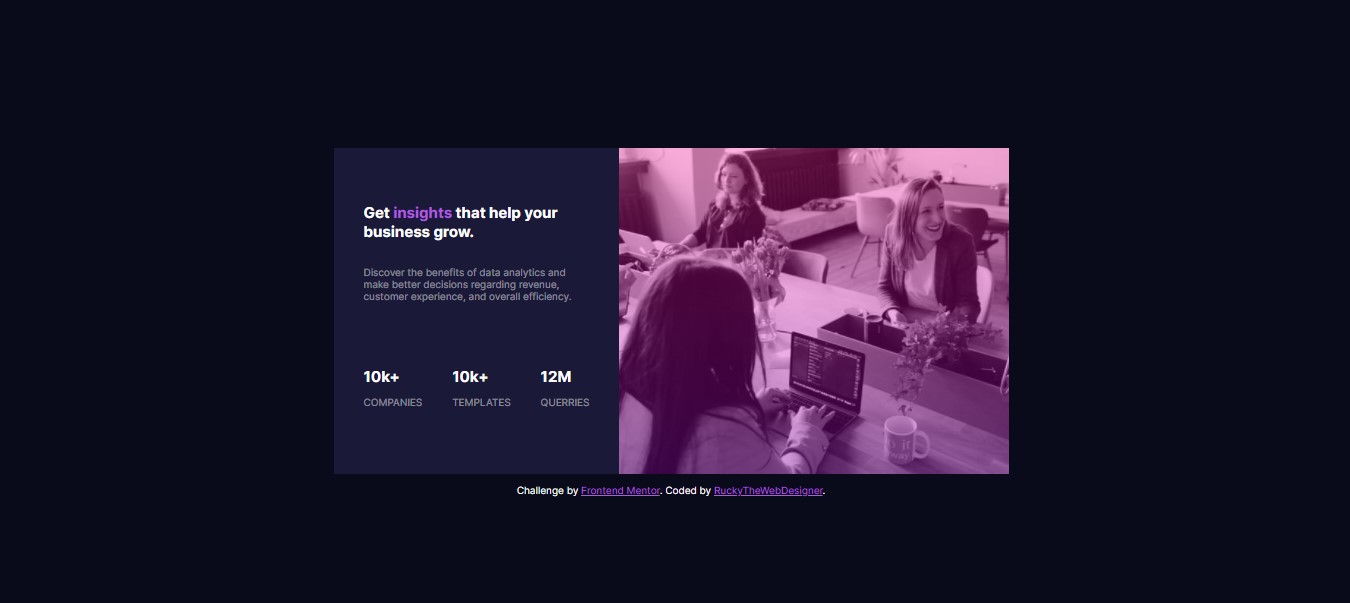 Get insights that help your
business grow.
Discover the benefits of data analytics and
make better decisions regarding revenue,
customer experience, and overall efficiency.
10k+ 10k+ 12M
COMPANIES TEMPLATES QUERRIES
Challenge by Frontend Mentor. Coded by RuckyTheWebDesigner.